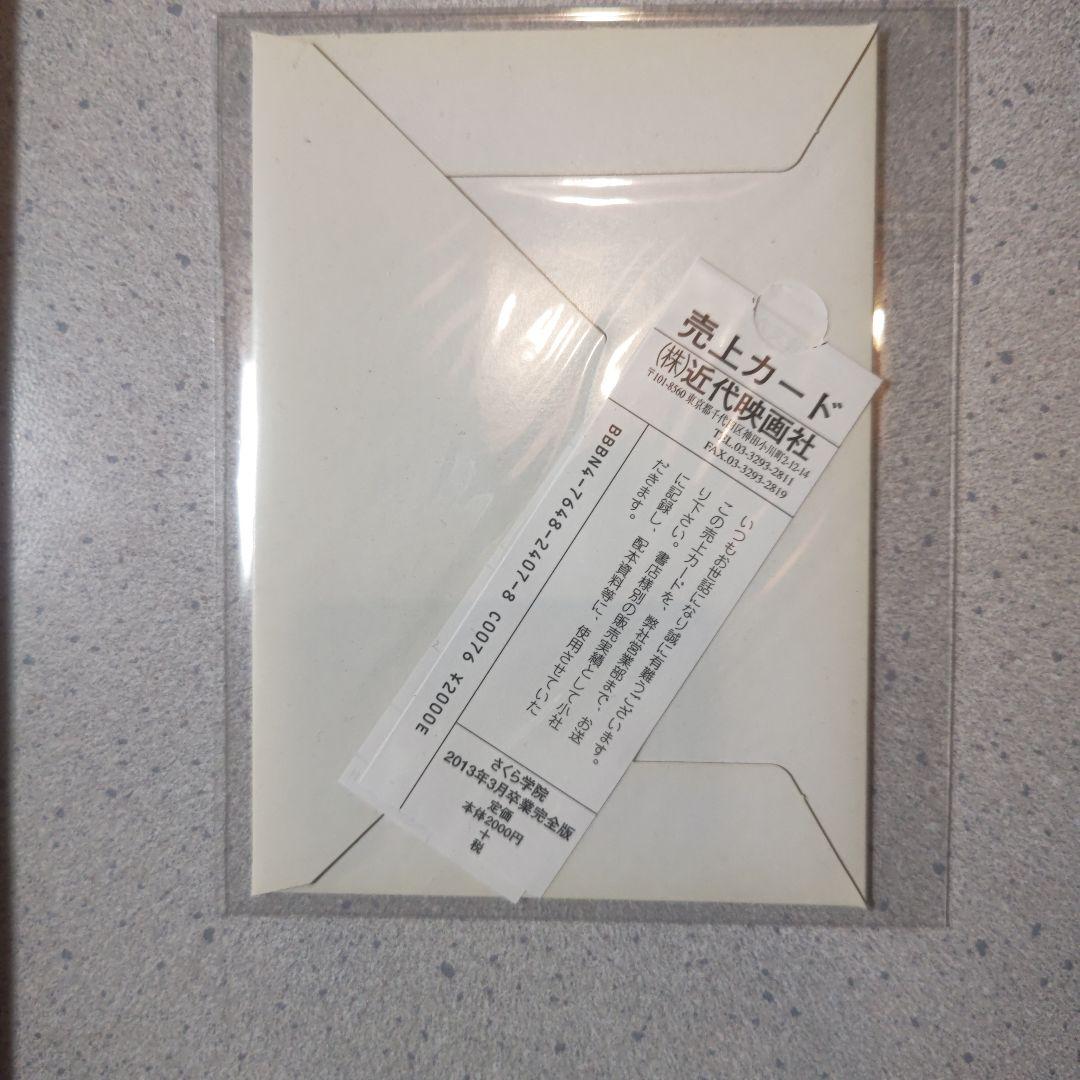 売上カード
(株)近代映画社
〒101-8560 東京都千代田区神田小川町2-12-14
TEL.03-3293-2811
FAX.03-3293-2819
いつもお世話になり誠に有難うございます。
この売上カードを、弊社営業部まで、お送
り下さい。書店様別の販売実績として小社
に記録し、配本資料等に、使用させていた
だきます。
BBBN4-7648-2407-8 C0076 ¥2000E
さくら学院
2013年3月卒業完全版
定価
本体2000円
+
税